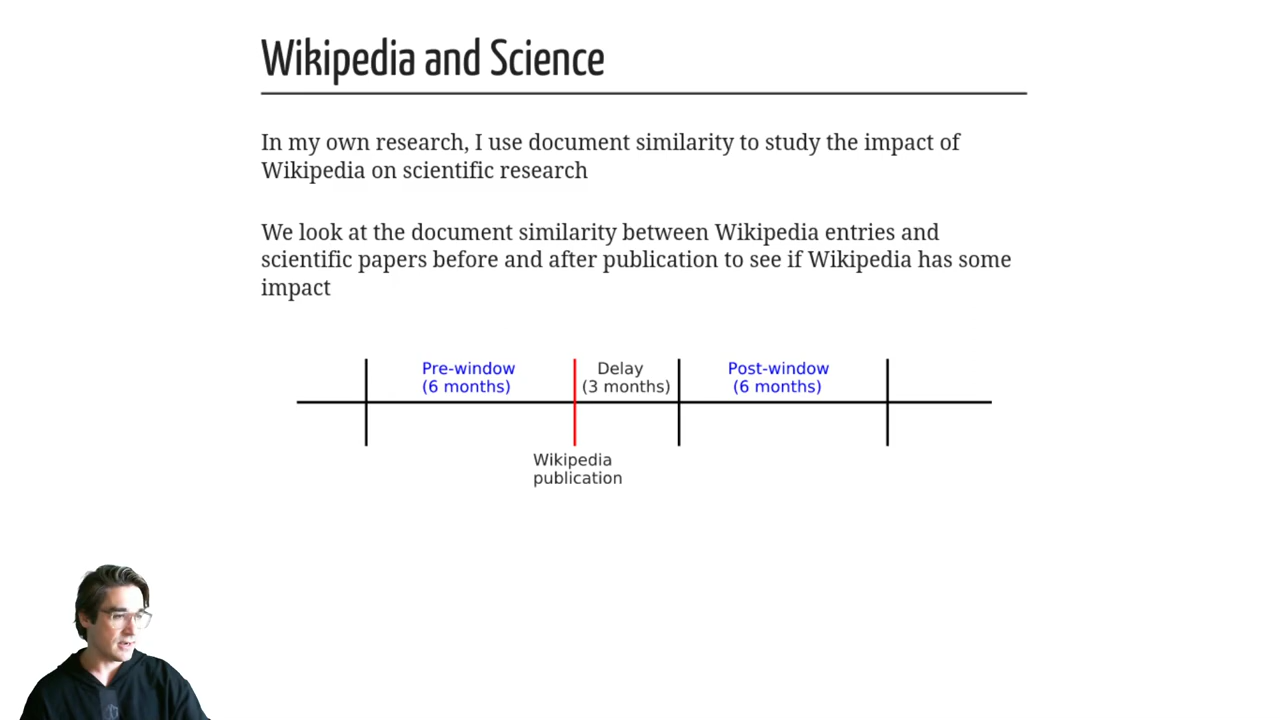 Wikipedia and Science
In my own research, I use document similarity to study the impact of
Wikipedia on scientific research
We look at the document similarity between Wikipedia entries and
scientific papers before and after publication to see if Wikipedia has some
impact
Pre-window
(6 months)
Delay
(3 months)
Post-window
(6 months)
Wikipedia
publication